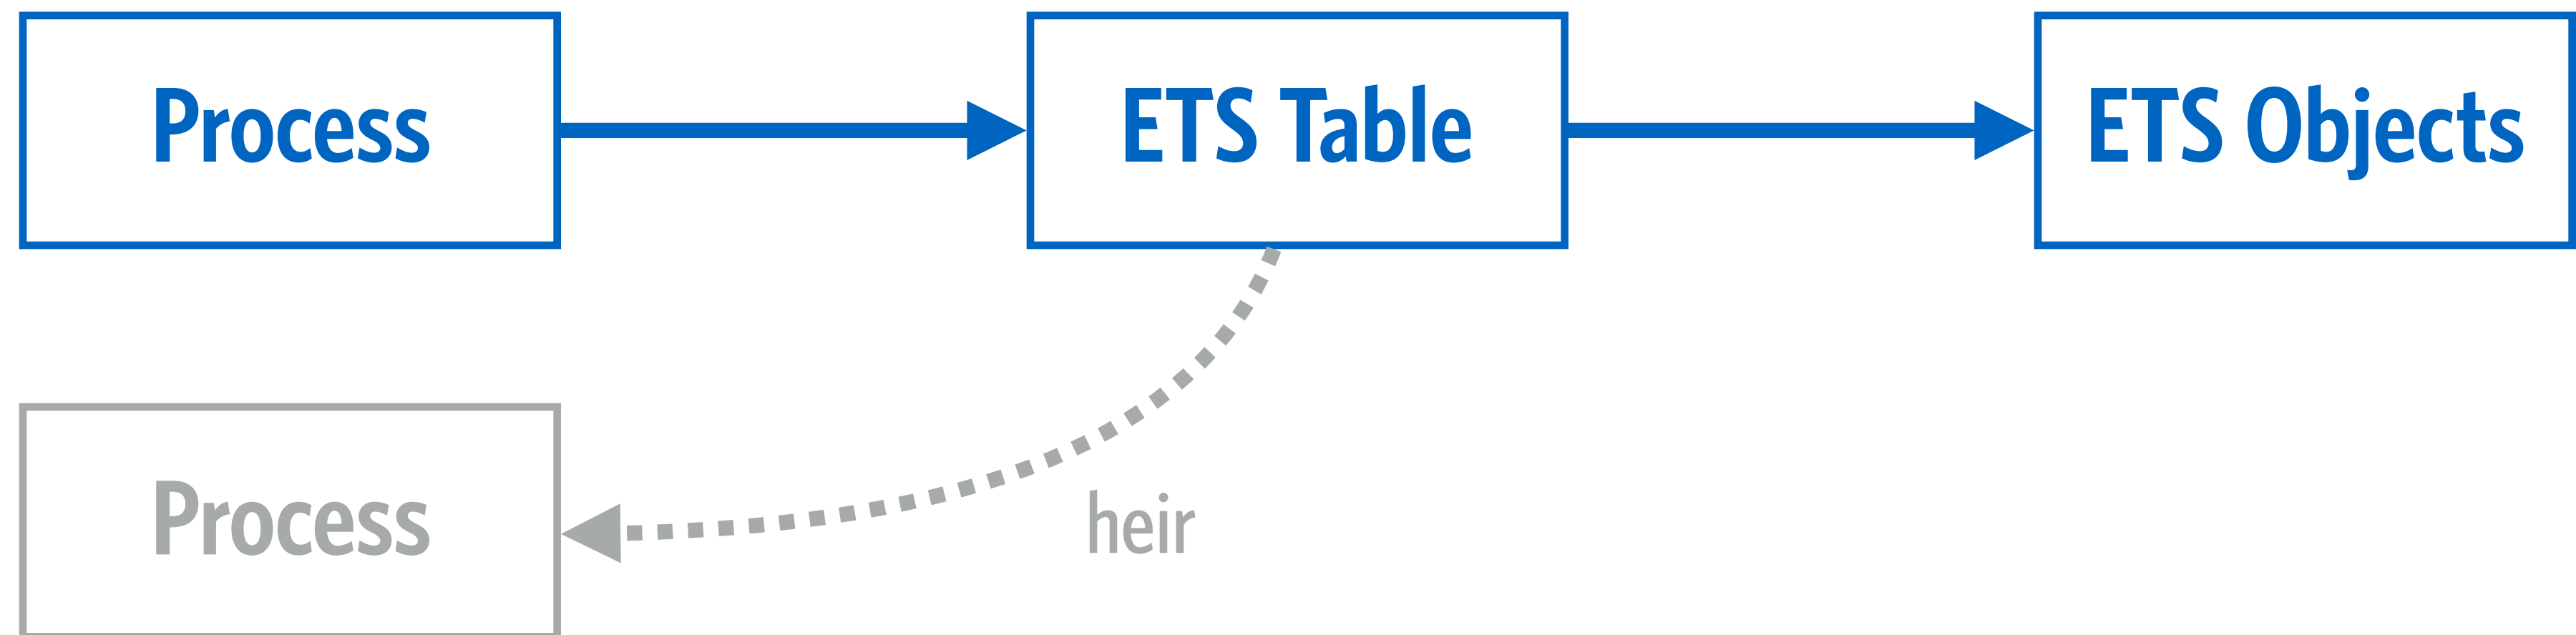 Process
ETS Table
ETS Objects
Process
heir